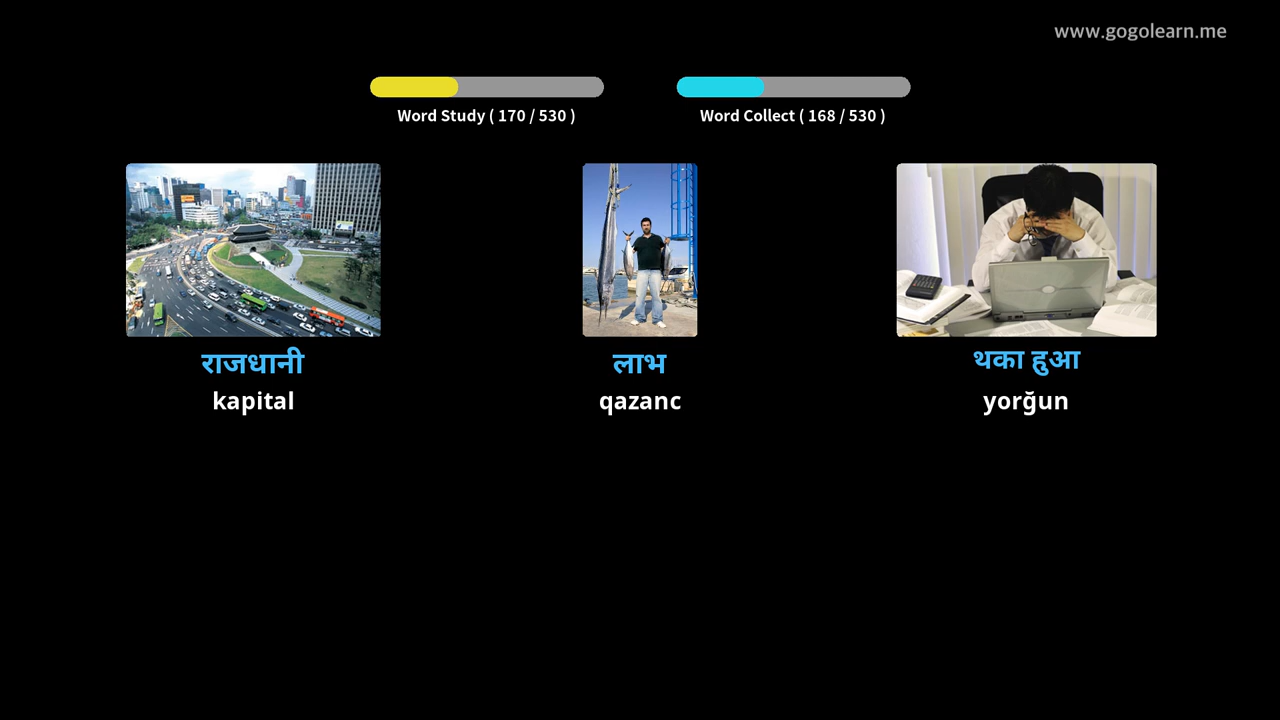 www.gogolearn.me
Word Study ( 170 / 530 )
Word Collect ( 168 / 530 )
राजधानी
kapital
लाभ
qazanc
थका हुआ
yorğun